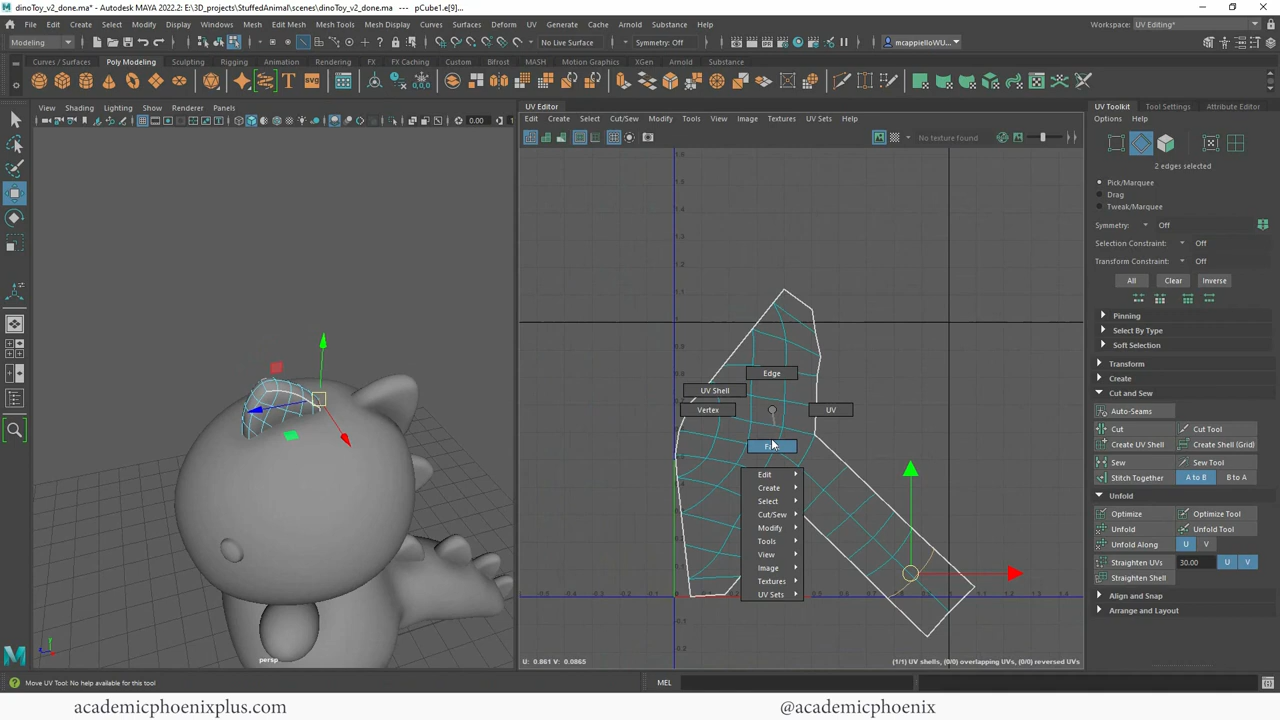 dinoToy_v2_done.ma* - Autodesk MAYA 2022.2: E:\3D_projects\StuffedAnimal\scenes\dinoToy_v2_done.ma --- pCube1.e[9]...
File Edit Create Select Modify Display Windows Mesh Edit Mesh Mesh Tools Mesh Display Curves Surfaces Deform UV Generate Cache Arnold Substance Help
Workspace: UV Editing*
Modeling No Live Surface Symmetry: Off mcappielloWU...
Curves / Surfaces Poly Modeling Sculpting Rigging Animation Rendering FX FX Caching Custom Bifrost MASH Motion Graphics XGen Arnold Substance
View Shading Lighting Show Renderer Panels
0.00
persp
UV Editor
Edit Create Select Cut/Sew Modify Tools View Image Textures UV Sets Help
No texture found
Edge
UV Shell
Vertex UV
Edit
Create
Select
Cut/Sew
Modify
Tools
View
Image
Textures
UV Sets
U: 0.861 V: 0.0865
(1/1) UV shells, (0/0) overlapping UVs, (0/0) reversed UVs
UV Toolkit Tool Settings Attribute Editor
Options Help
2 edges selected
Pick/Marquee
Drag
Tweak/Marquee
Symmetry: Off
Selection Constraint: Off
Transform Constraint: Off
All Clear Inverse
Pinning
Select By Type
Soft Selection
Transform
Create
Cut and Sew
Auto-Seams
Cut Cut Tool
Create UV Shell Create Shell (Grid)
Sew Sew Tool
Stitch Together A to B B to A
Unfold
Optimize Optimize Tool
Unfold Unfold Tool
Unfold Along U V
Straighten UVs 30.00 U V
Straighten Shell
Align and Snap
Arrange and Layout
Move UV Tool: No help available for this tool
MEL
academicphoenixplus.com @academicphoenix